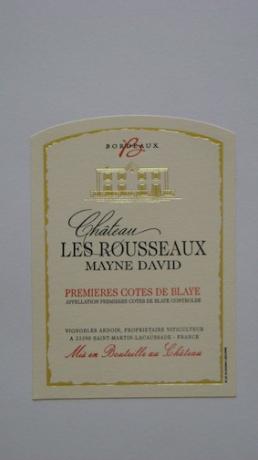 BORDEAUX
B
Château
LES ROUSSEAUX
MAYNE DAVID
PREMIERES COTES DE BLAYE
APPELLATION PREMIERES COTES DE BLAYE CONTROLEE
VIGNOBLES ARDOIN, PROPRIETAIRE VITICULTEUR
A 33390 SAINT-MARTIN-LACAUSSADE - FRANCE
Mis en Bouteille au Château